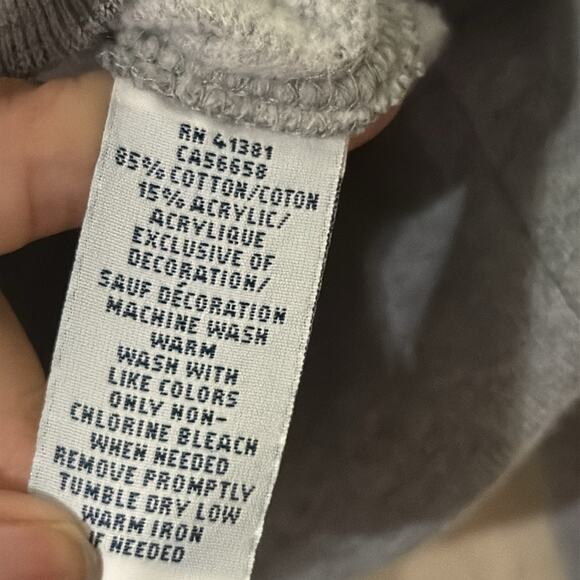 RN 41381
CA56658
85% COTTON/COTON
15% ACRYLIC/
ACRYLIQUE
EXCLUSIVE OF
DECORATION/
SAUF DÉCORATION
MACHINE WASH
WARM
WASH WITH
LIKE COLORS
ONLY NON-
CHLORINE BLEACH
WHEN NEEDED
REMOVE PROMPTLY
TUMBLE DRY LOW
WARM IRON
IF NEEDED